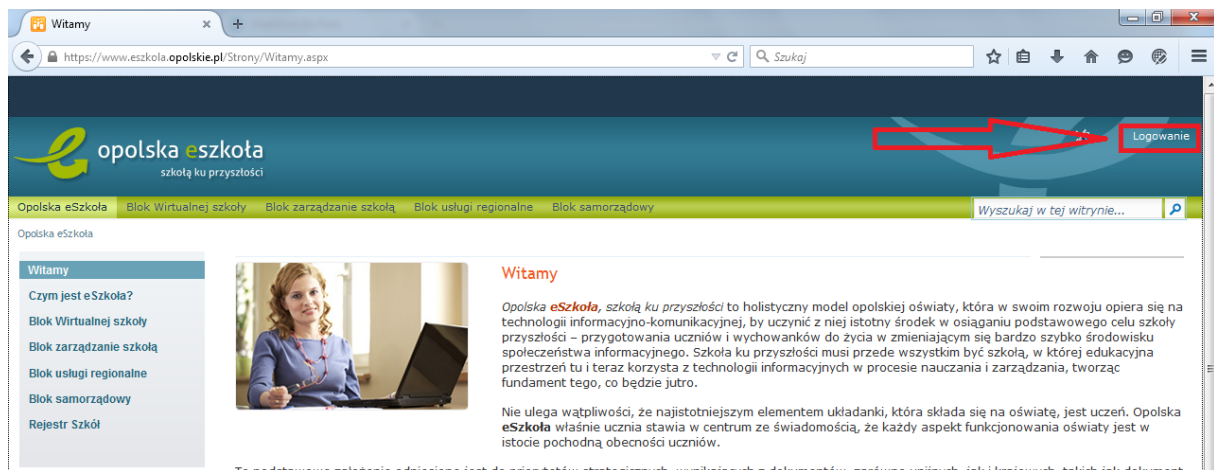 Witamy
https://www.eszkola.opolskie.pl/Strony/Witamy.aspx
Szukaj
opolska eszkoła
szkołą ku przyszłości
Logowanie
Opolska eSzkoła Blok Wirtualnej szkoły Blok zarządzanie szkołą Blok usługi regionalne Blok samorządowy
Wyszukaj w tej witrynie...
Opolska eSzkoła
Witamy
Czym jest eSzkoła?
Blok Wirtualnej
szkoły
Blok zarządzanie szkołą
Blok usługi regionalne
Blok samorządowy
Rejestr Szkół
Witamy
Opolska eSzkoła, szkołą ku przyszłości to holistyczny model opolskiej oświaty, która w swoim rozwoju opiera się na
technologii informacyjno-komunikacyjnej, by uczynić z niej istotny środek w osiąganiu podstawowego celu szkoły
przyszłości – przygotowania uczniów i wychowanków do życia w zmieniającym się bardzo szybko środowisku
społeczeństwa informacyjnego. Szkoła ku przyszłości musi przede wszystkim być szkołą, w której edukacyjna
przestrzeń tu i teraz korzysta z technologii informacyjnych w procesie nauczania i zarządzania, tworząc
fundament tego, co będzie jutro.
Nie ulega wątpliwości, że najistotniejszym elementem układanki, która składa się na oświatę, jest uczeń. Opolska
eSzkoła właśnie ucznia stawia w centrum ze świadomością, że każdy aspekt funkcjonowania oświaty jest w
istocie pochodną obecności uczniów.